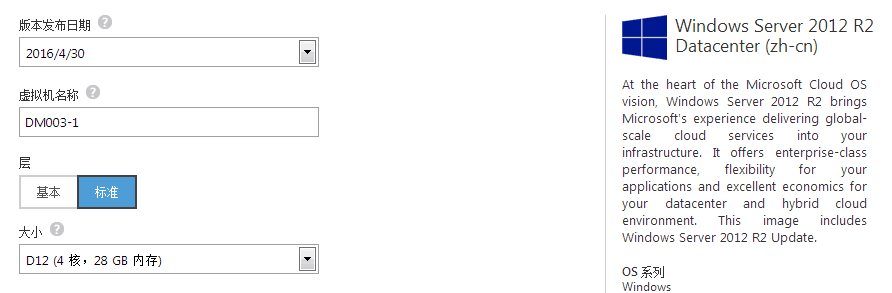 版本发布日期 ?
2016/4/30
虚拟机名称 ?
DM003-1
层
基本 标准
大小 ?
D12 (4 核，28 GB 内存)
Windows Server 2012 R2
Datacenter (zh-cn)
At the heart of the Microsoft Cloud OS
vision, Windows Server 2012 R2 brings
Microsoft's experience delivering global-
scale cloud services into your
infrastructure. It offers enterprise-class
performance, flexibility for your
applications and excellent economics for
your datacenter and hybrid cloud
environment. This image includes
Windows Server 2012 R2 Update.
OS 系列
Windows